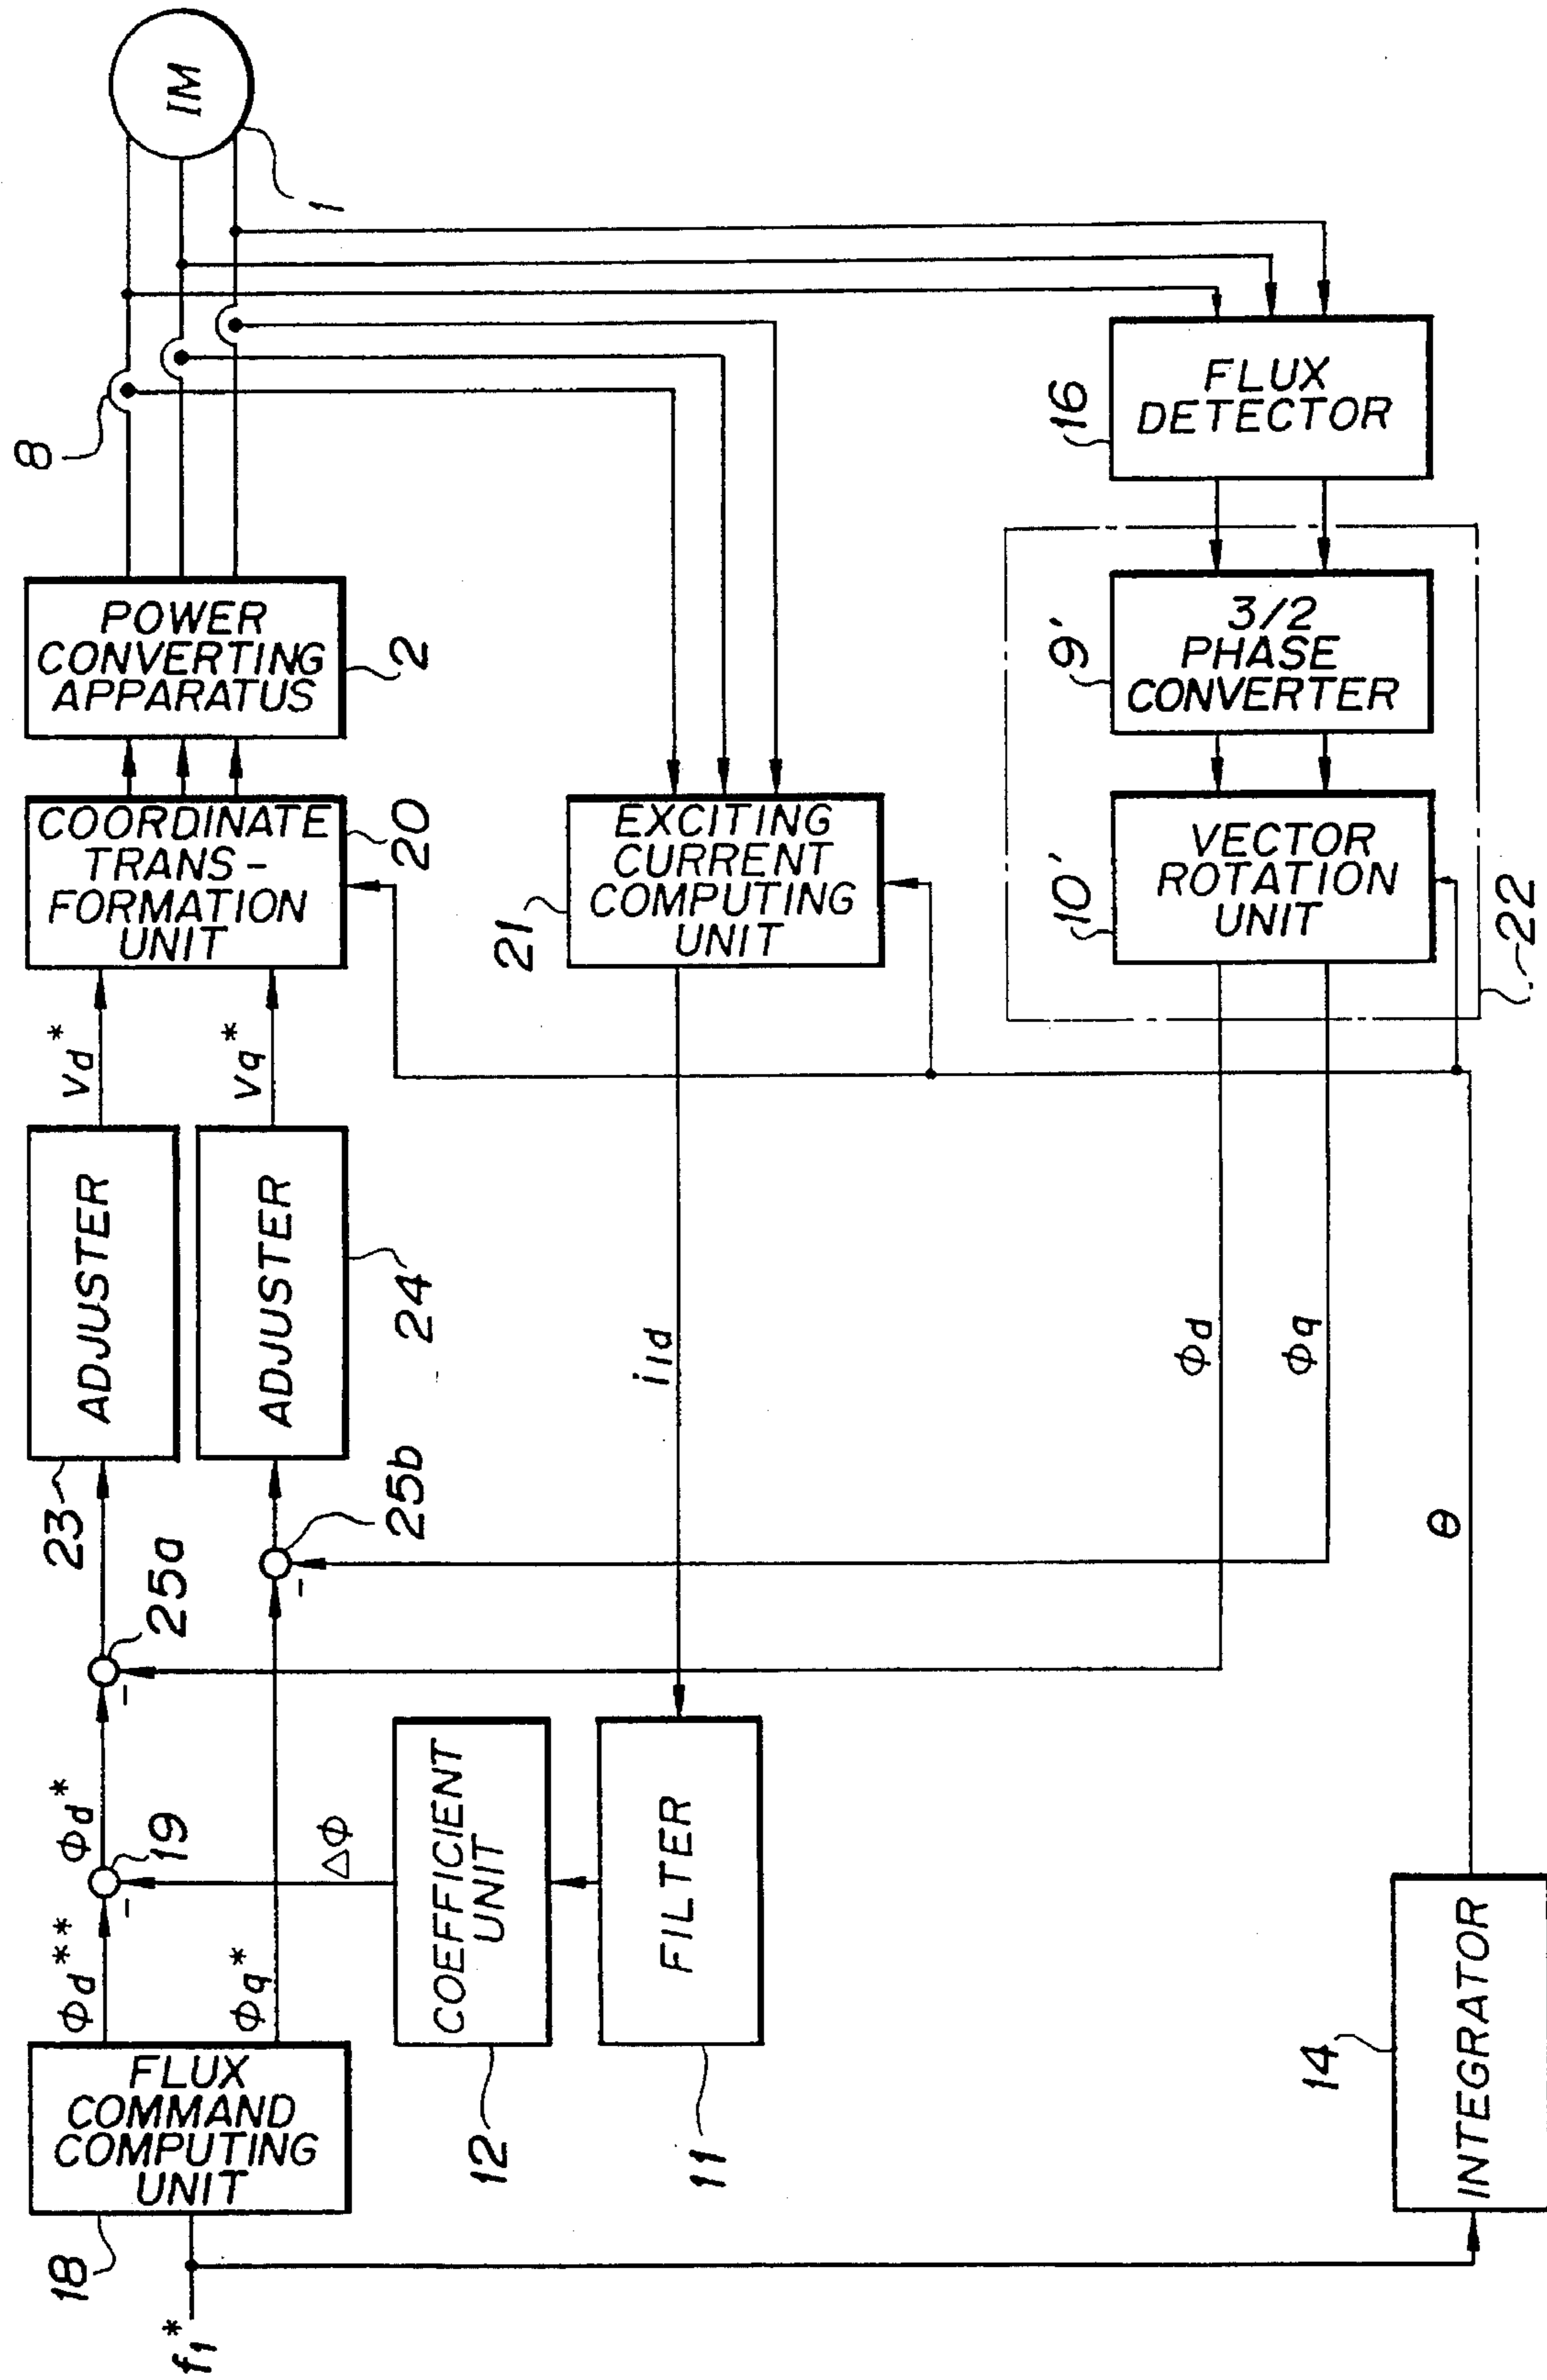 f1*
18
FLUX
COMMAND
COMPUTING
UNIT
Φd**
Φq*
19
Φd*
ΔΦ
25a
25b
23
ADJUSTER
24
ADJUSTER
Vd*
Vq*
COORDINATE
TRANS-
FORMATION
UNIT
20
POWER
CONVERTING
APPARATUS
2
8
IM
1
12
COEFFICIENT
UNIT
11
FILTER
i1d
21
EXCITING
CURRENT
COMPUTING
UNIT
Φd
Φq
10'
VECTOR
ROTATION
UNIT
9'
3/2
PHASE
CONVERTER
22
16
FLUX
DETECTOR
14
INTEGRATOR
θ
-
-
-